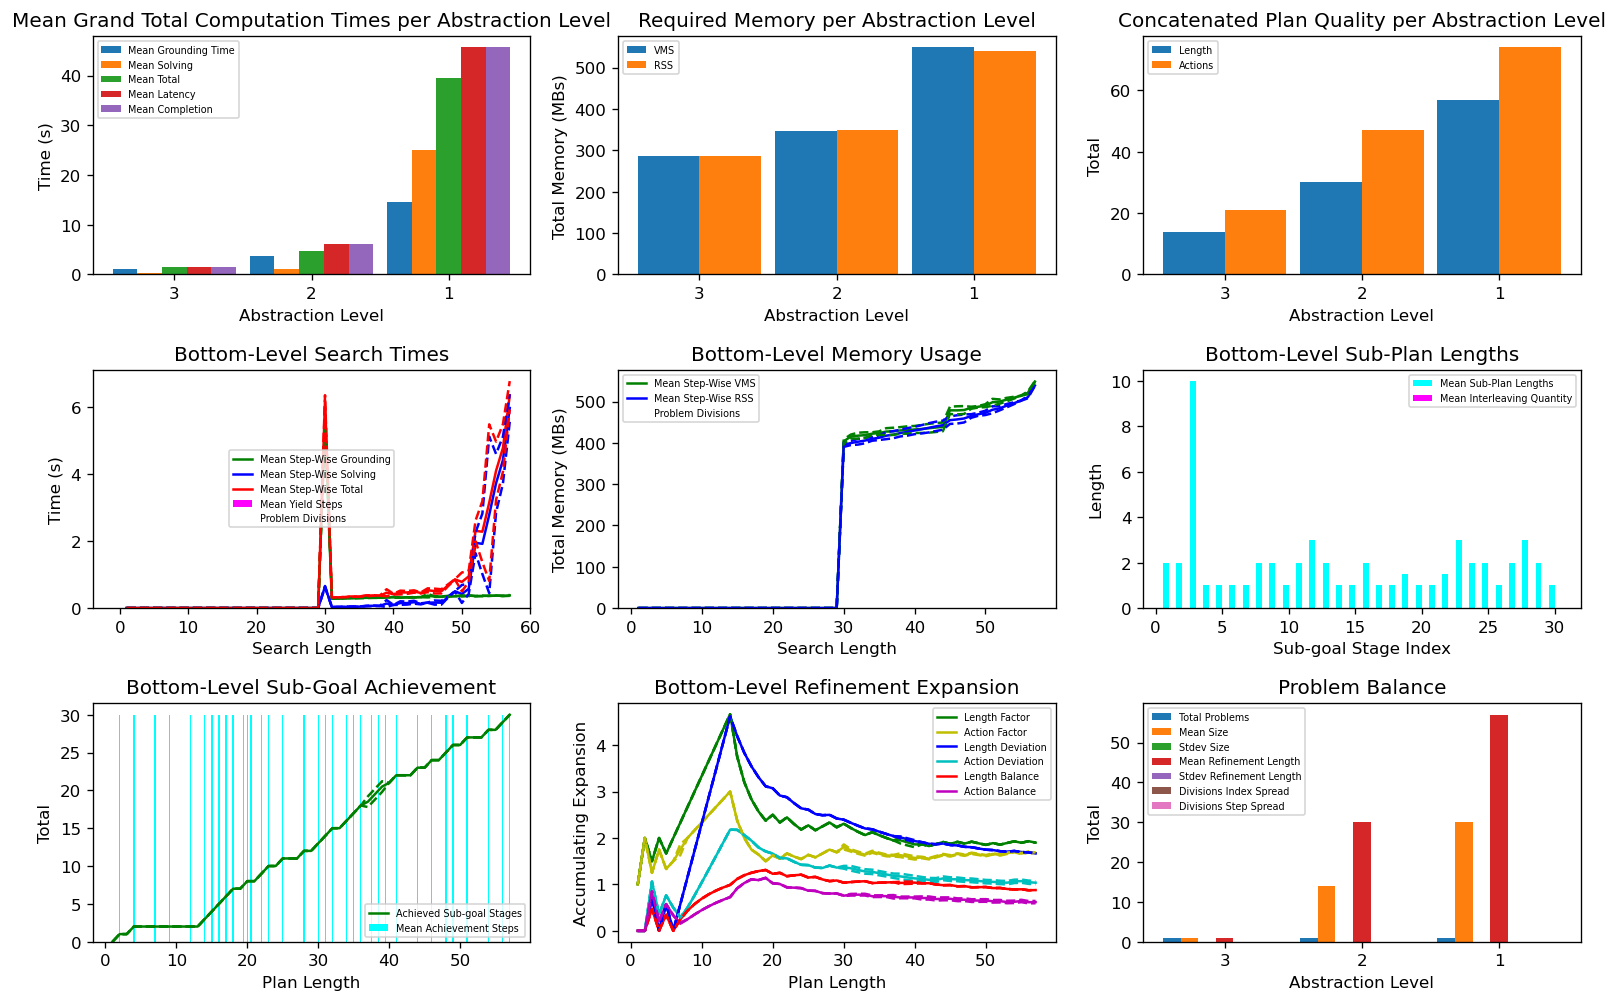 Mean Grand Total Computation Times per Abstraction Level
Time (s)
40
30
20
10
0
Mean Grounding Time
Mean Solving
Mean Total
Mean Latency
Mean Completion
3 2 1
Abstraction Level
Required Memory per Abstraction Level
Total Memory (MBs)
500
400
300
200
100
0
VMS
RSS
3 2 1
Abstraction Level
Concatenated Plan Quality per Abstraction Level
Total
60
40
20
0
Length
Actions
3 2 1
Abstraction Level
Bottom-Level Search Times
Time (s)
6
4
2
0
Mean Step-Wise Grounding
Mean Step-Wise Solving
Mean Step-Wise Total
Mean Yield Steps
Problem Divisions
0 10 20 30 40 50 60
Search Length
Bottom-Level Memory Usage
Total Memory (MBs)
500
400
300
200
100
0
Mean Step-Wise VMS
Mean Step-Wise RSS
Problem Divisions
0 10 20 30 40 50
Search Length
Bottom-Level Sub-Plan Lengths
Length
10
8
6
4
2
0
Mean Sub-Plan Lengths
Mean Interleaving Quantity
0 5 10 15 20 25 30
Sub-goal Stage Index
Bottom-Level Sub-Goal Achievement
Total
30
25
20
15
10
5
0
Achieved Sub-goal Stages
Mean Achievement Steps
0 10 20 30 40 50
Plan Length
Bottom-Level Refinement Expansion
Accumulating Expansion
4
3
2
1
0
Length Factor
Action Factor
Length Deviation
Action Deviation
Length Balance
Action Balance
0 10 20 30 40 50
Plan Length
Problem Balance
Total
50
40
30
20
10
0
Total Problems
Mean Size
Stdev Size
Mean Refinement Length
Stdev Refinement Length
Divisions Index Spread
Divisions Step Spread
3 2 1
Abstraction Level